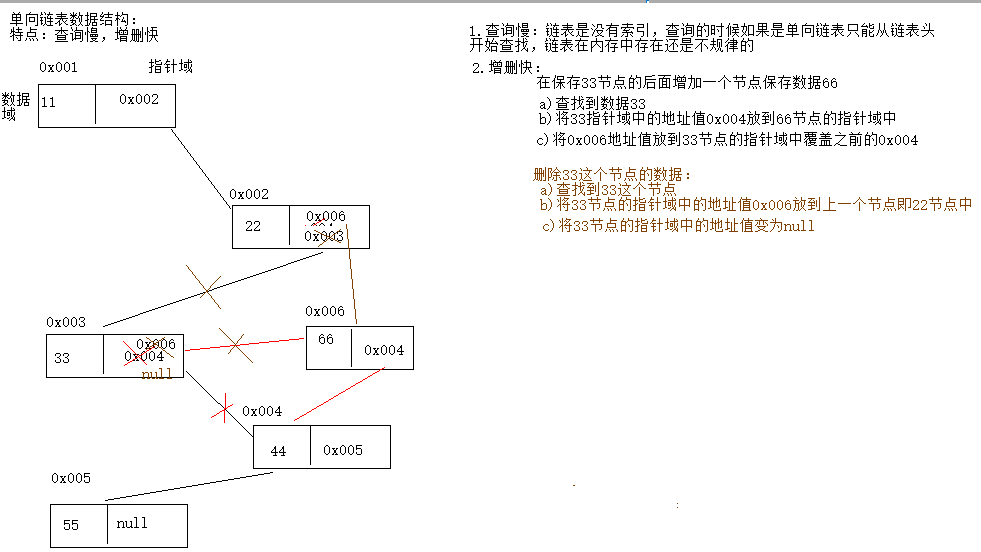 单向链表数据结构:
特点: 查询慢, 增删快
0x001
指针域
数据
域
11
0x002
0x002
22
0x006
0x003
0x003
33
0x006
0x004
null
0x006
66
0x004
0x004
44
0x005
0x005
55
null
1.查询慢: 链表是没有索引, 查询的时候如果是单向链表只能从链表头
开始查找, 链表在内存中存在还是不规律的
2.增删快:
在保存33节点的后面增加一个节点保存数据66
a)查找到数据33
b)将33指针域中的地址值0x004放到66节点的指针域中
c)将0x006地址值放到33节点的指针域中覆盖之前的0x004
删除33这个节点的数据:
a)查找到33这个节点
b)将33节点的指针域中的地址值0x006放到上一个节点即22节点中
c)将33节点的指针域中的地址值变为null